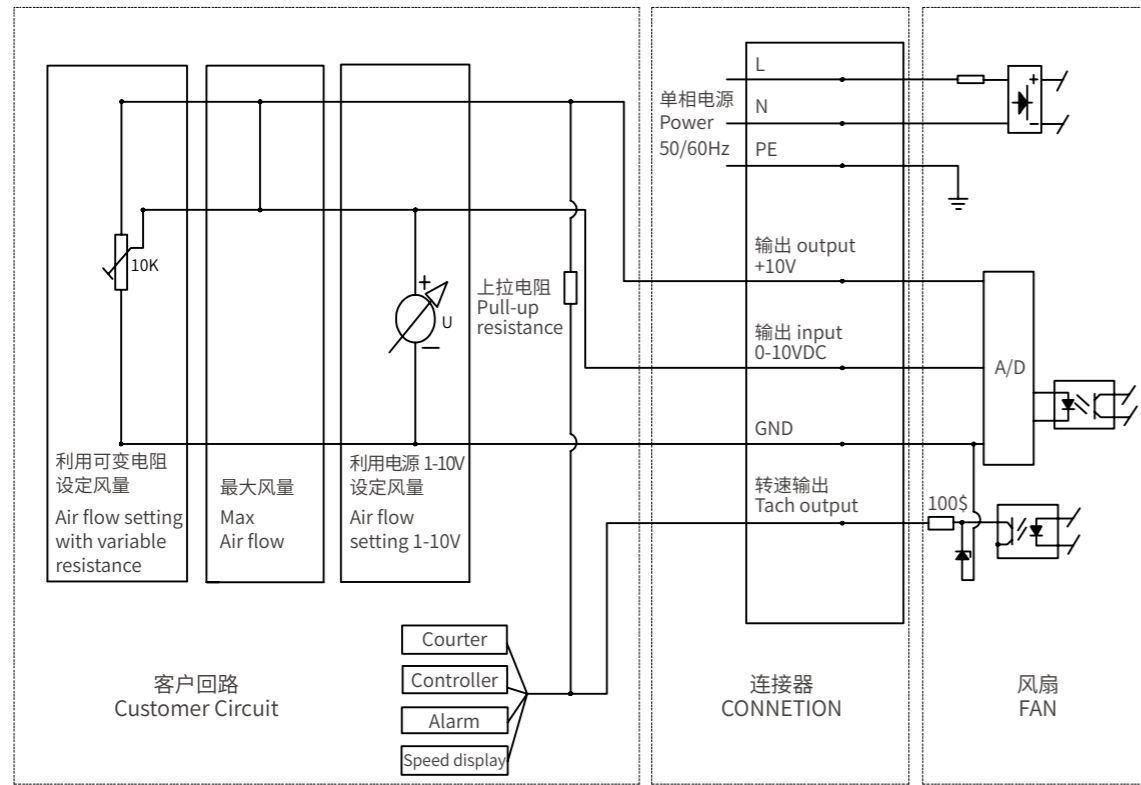 10K
利用可变电阻
设定风量
Air flow setting
with variable
resistance
最大风量
Max
Air flow
+
U
—
利用电源 1-10V
设定风量
Air flow
setting 1-10V
上拉电阻
Pull-up
resistance
Courter
Controller
Alarm
Speed display
客户回路
Customer Circuit
单相电源
Power
50/60Hz
L
N
PE
输出 output
+10V
输出 input
0-10VDC
GND
转速输出
Tach output
连接器
CONNETION
+
−
A/D
100$
风扇
FAN